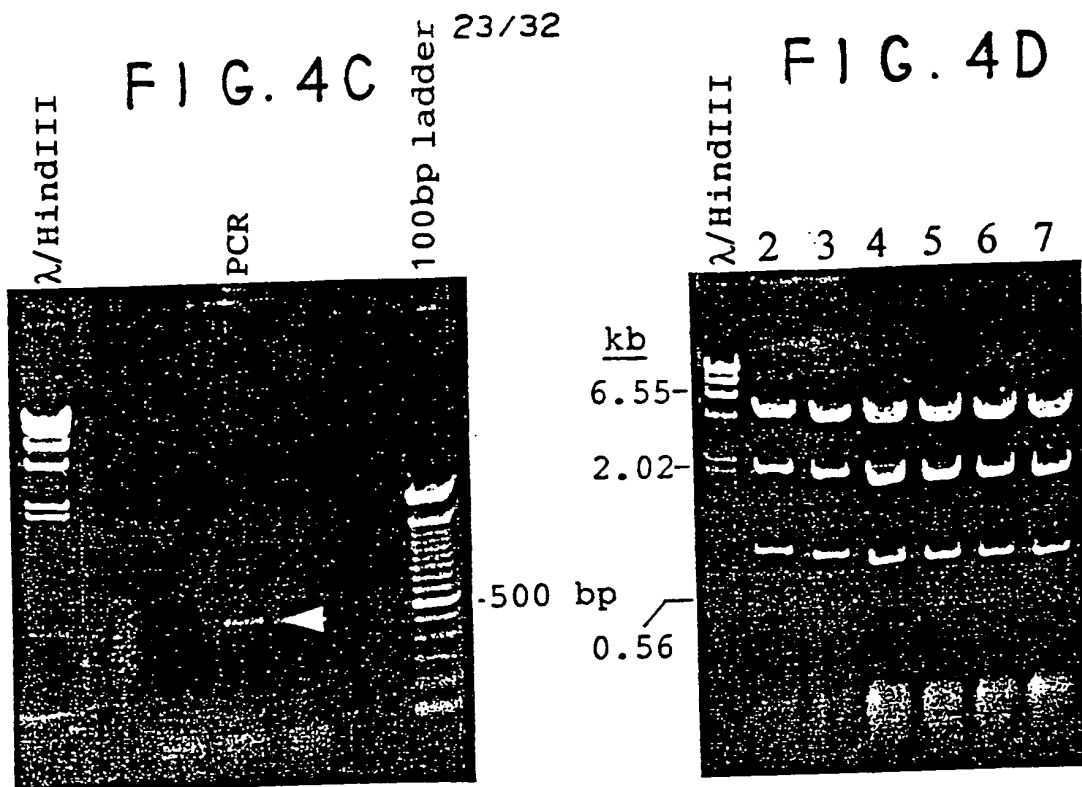 23/32
FIG.4C
λ/HindIII
PCR
100bp ladder
-500 bp
FIG.4D
λ/HindIII
2 3 4 5 6 7
kb
6.55-
2.02-
0.56